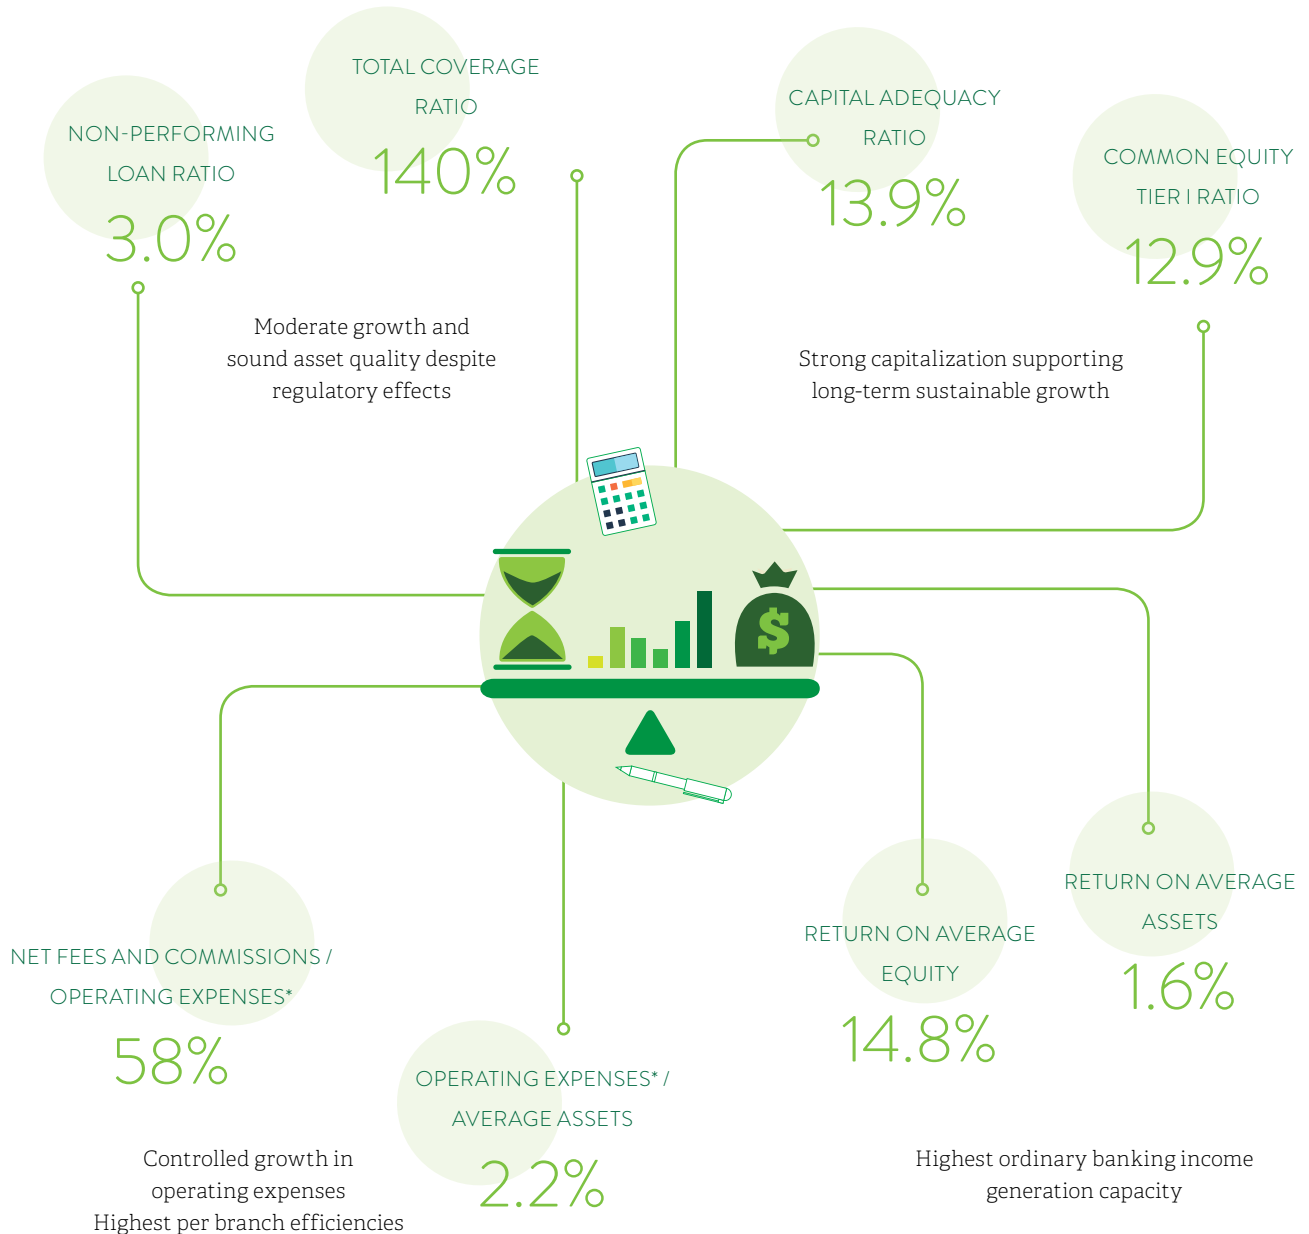 NON-PERFORMING
LOAN RATIO
3.0%
TOTAL COVERAGE
RATIO
140%
Moderate growth and
sound asset quality despite
regulatory effects
CAPITAL ADEQUACY
RATIO
13.9%
COMMON EQUITY
TIER I RATIO
12.9%
Strong capitalization supporting
long-term sustainable growth
$
NET FEES AND COMMISSIONS /
OPERATING EXPENSES*
58%
OPERATING EXPENSES* /
AVERAGE ASSETS
2.2%
Controlled growth in
operating expenses
Highest per branch efficiencies
RETURN ON AVERAGE
EQUITY
14.8%
RETURN ON AVERAGE
ASSETS
1.6%
Highest ordinary banking income
generation capacity